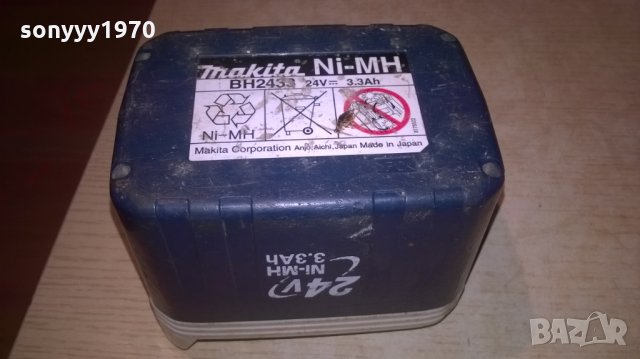 sonyyy1970
makita Ni-MH
BH2433 24V 3.3Ah
Ni-MH
Makita Corporation Anjo, Aichi, Japan Made in Japan
24V
Ni-MH
3.3Ah
BAZAR